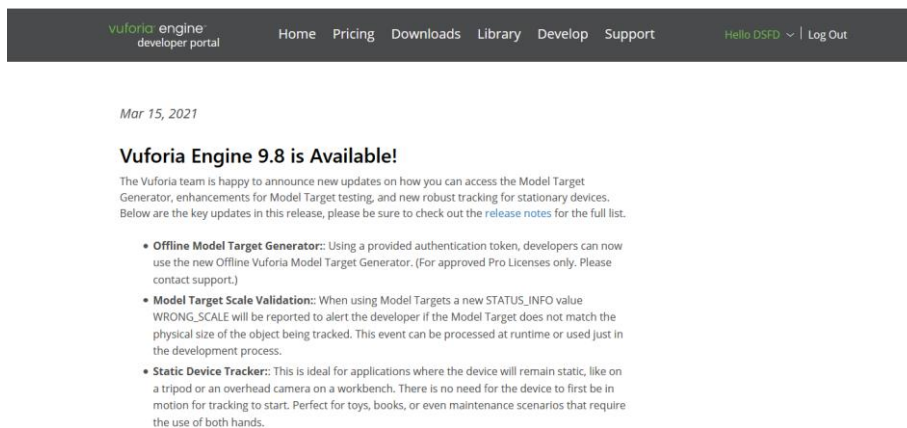 vuforia engine
developer portal
Home Pricing Downloads Library Develop Support
Hello DSFD | Log Out
Mar 15, 2021
Vuforia Engine 9.8 is Available!
The Vuforia team is happy to announce new updates on how you can access the Model Target
Generator, enhancements for Model Target testing, and new robust tracking for stationary devices.
Below are the key updates in this release, please be sure to check out the release notes for the full list.
• Offline Model Target Generator:: Using a provided authentication token, developers can now
use the new Offline Vuforia Model Target Generator. (For approved Pro Licenses only. Please
contact support.)
• Model Target Scale Validation:: When using Model Targets a new STATUS_INFO value
WRONG_SCALE will be reported to alert the developer if the Model Target does not match the
physical size of the object being tracked. This event can be processed at runtime or used just in
the development process.
• Static Device Tracker:: This is ideal for applications where the device will remain static, like on
a tripod or an overhead camera on a workbench. There is no need for the device to first be in
motion for tracking to start. Perfect for toys, books, or even maintenance scenarios that require
the use of both hands.